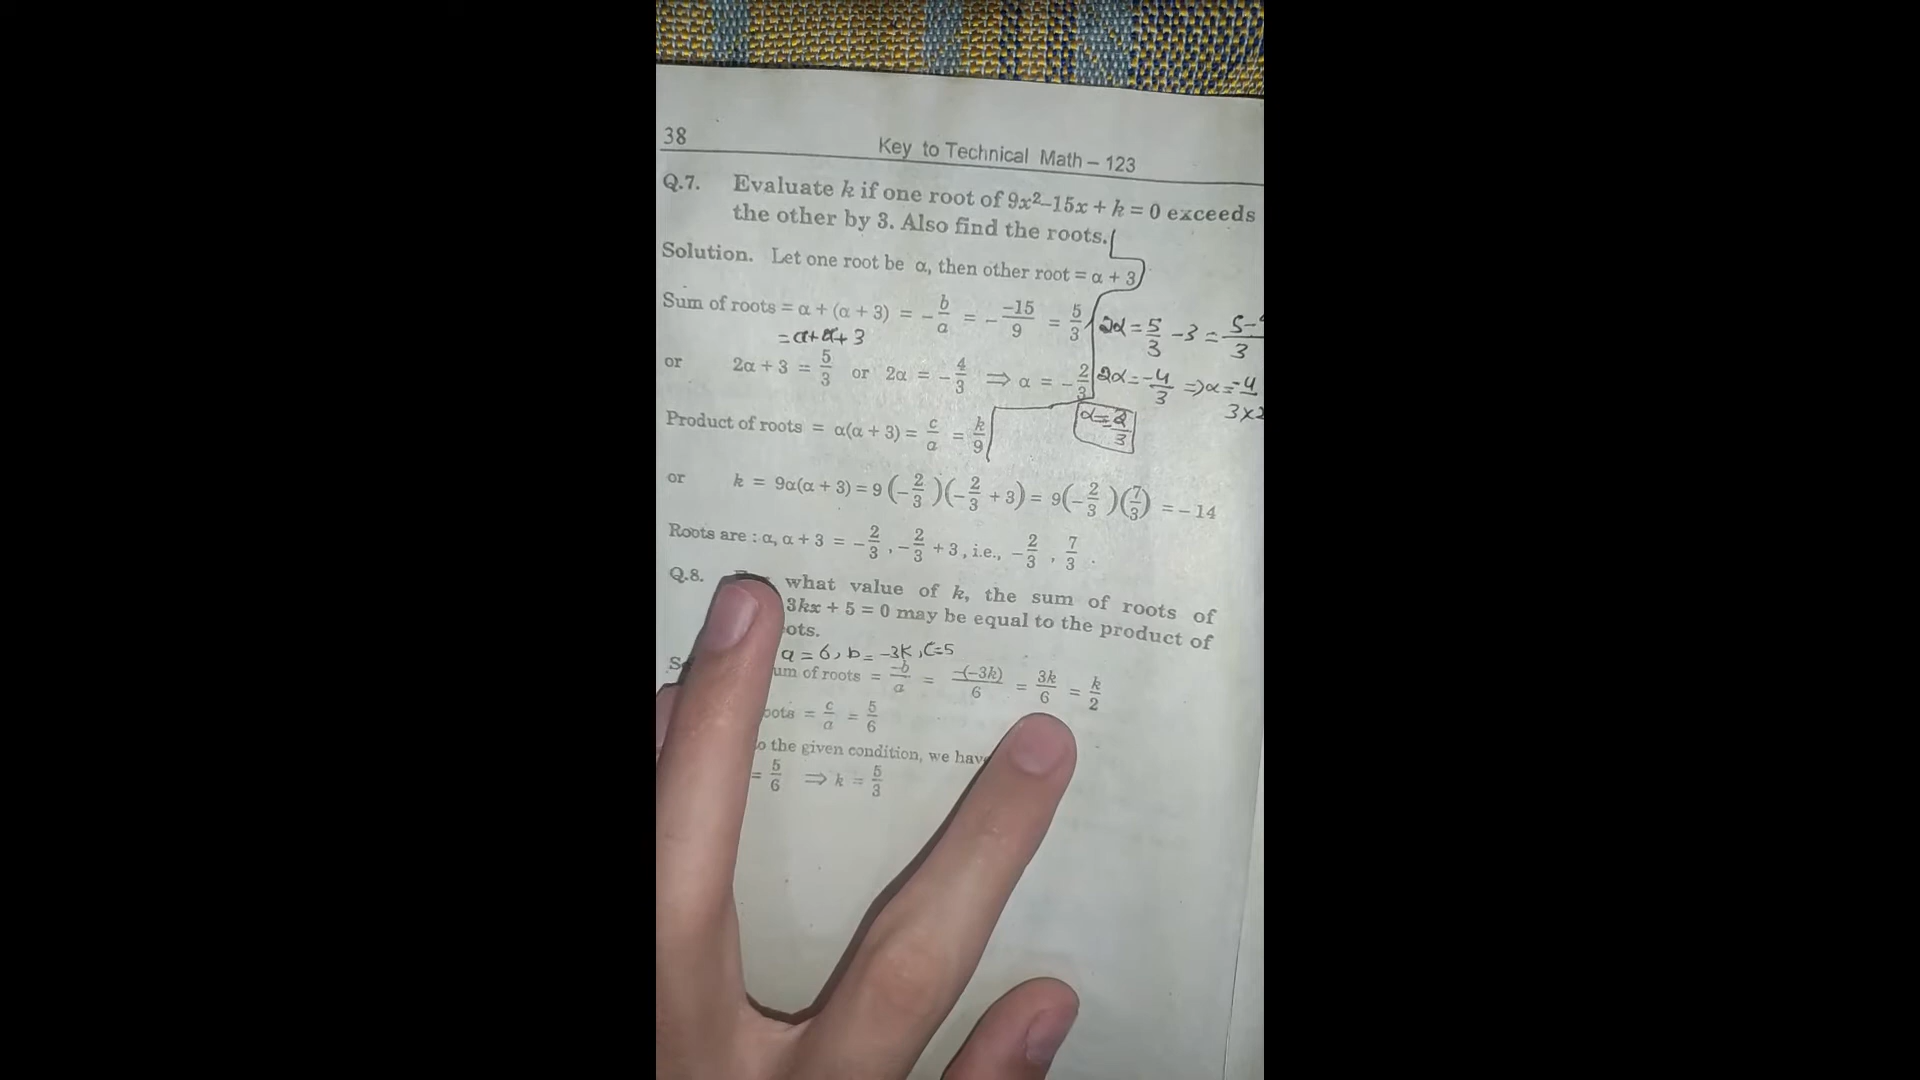 38
Key to Technical Math – 123
Q.7. Evaluate k if one root of 9x²–15x + k = 0 exceeds
the other by 3. Also find the roots.
Solution. Let one root be α, then other root = α + 3
Sum of roots = α + (α + 3) = – b/a = – –15/9 = 5/3
= α+α+3
2α = 5/3 – 3 =
or 2α + 3 = 5/3 or 2α = – 4/3 ⟹ α = – 2/3
2α = –4/3 ⇒ α = –4/3×2
Product of roots = α(α + 3) = c/a = k/9
or k = 9α(α + 3) = 9 (– 2/3)(– 2/3 + 3) = 9(– 2/3)(7/3) = – 14
Roots are : α, α + 3 = – 2/3 , – 2/3 + 3 , i.e., – 2/3 , 7/3 .
Q.8. what value of k, the sum of roots of
3kx + 5 = 0 may be equal to the product of
a = 6, b = –3k, C=5
of roots = –b/a = –(–3k)/6 = 3k/6 = k/2
= c/a = 5/6
the given condition, we
= 5/6 ⟹ k = 5/3